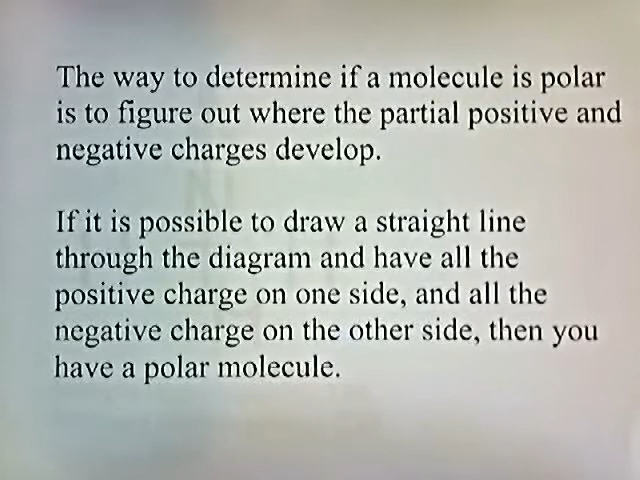 The way to determine if a molecule is polar
is to figure out where the partial positive and
negative charges develop.
If it is possible to draw a straight line
through the diagram and have all the
positive charge on one side, and all the
negative charge on the other side, then you
have a polar molecule.